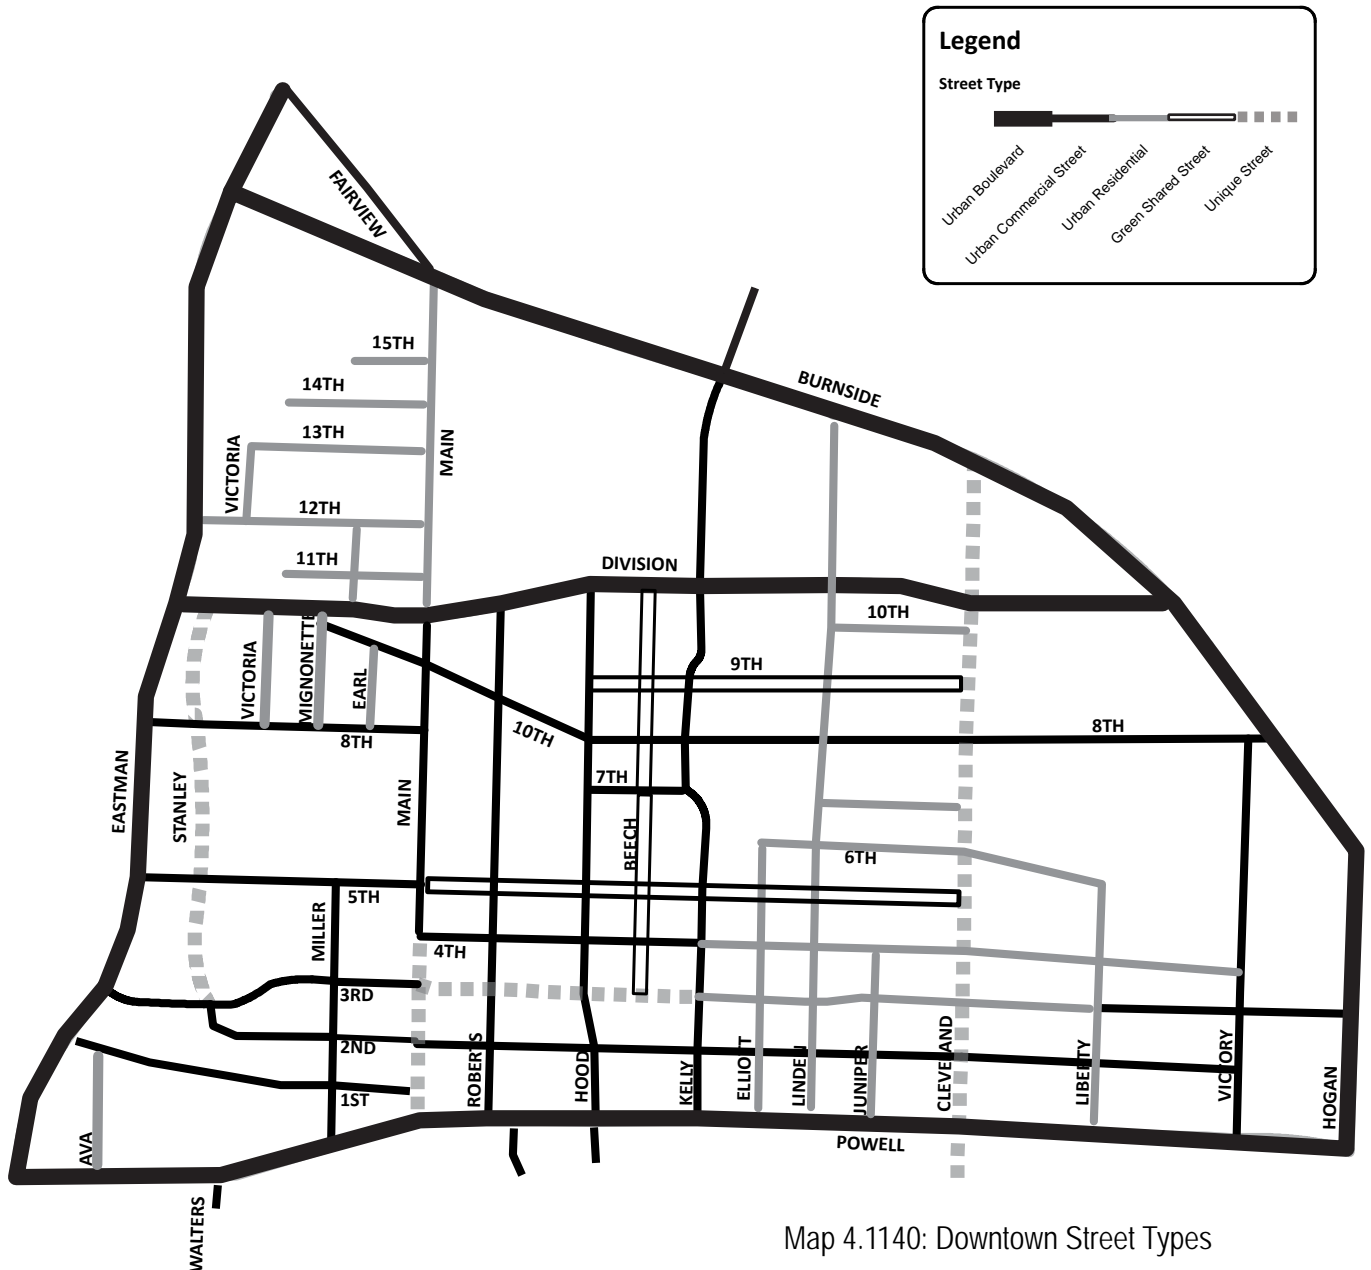 Legend
Street Type
Urban Boulevard
Urban Commercial Street
Urban Residential
Green Shared Street
Unique Street
FAIRVIEW
15TH
14TH
13TH
VICTORIA
MAIN
BURNSIDE
12TH
11TH
DIVISION
10TH
VICTORIA
MIGNONETTE
EARL
9TH
10TH
8TH
8TH
EASTMAN
STANLEY
MAIN
7TH
BEECH
6TH
5TH
MILLER
4TH
3RD
2ND
1ST
ROBERTS
HOOD
KELLY
ELLIOTT
LINDEN
JUNIPER
CLEVELAND
LIBERTY
VICTORY
HOGAN
AVA
POWELL
WALTERS
Map 4.1140: Downtown Street Types